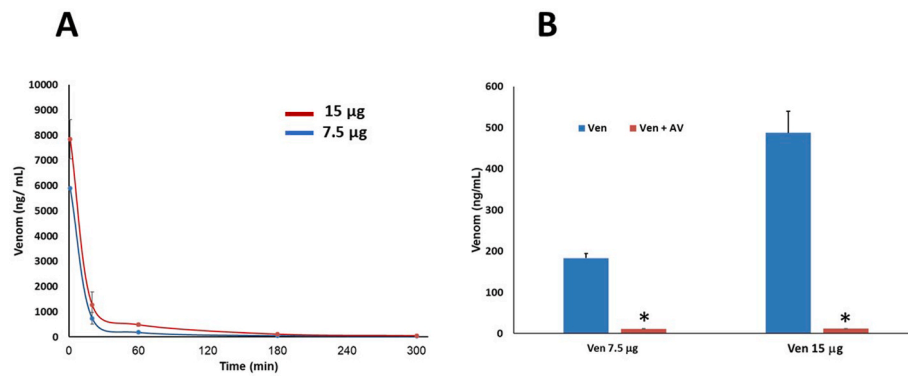 A
10000
9000
8000
7000
6000
5000
4000
3000
2000
1000
0
Venom (ng/ mL)
15 µg
7.5 µg
0 60 120 180 240 300
Time (min)
B
600
500
400
300
200
100
0
Venom (ng/mL)
Ven Ven + AV
* *
Ven 7.5 µg Ven 15 µg